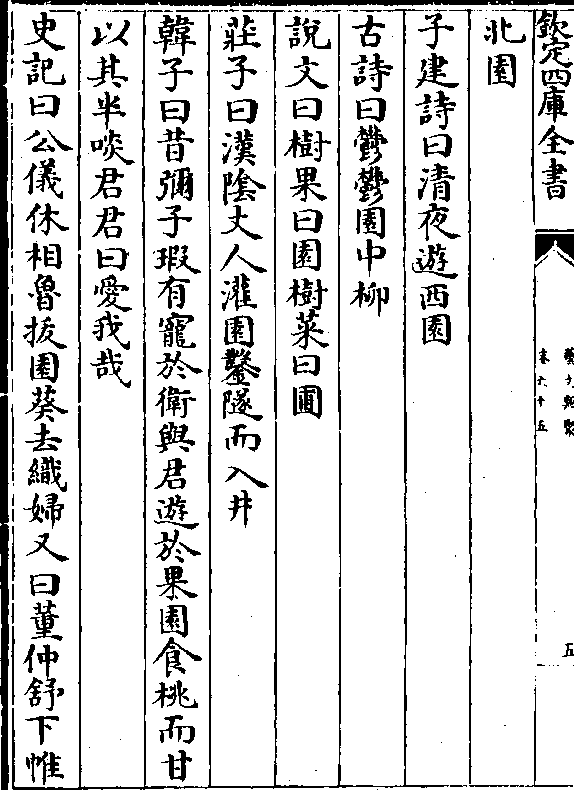 欽定四庫全書
藝文類聚
卷六十五
五
北園
子建詩曰清夜遊西園
古詩曰鬱鬱園中柳
說文曰樹果曰園樹菜曰圃
莊子曰漢陰丈人灌園鑿隧而入井
韓子曰昔彌子瑕有寵於衛與君遊於果園食桃而甘
以其半啖君君曰愛我哉
史記曰公儀休相魯拔園葵去織婦又曰董仲舒下帷